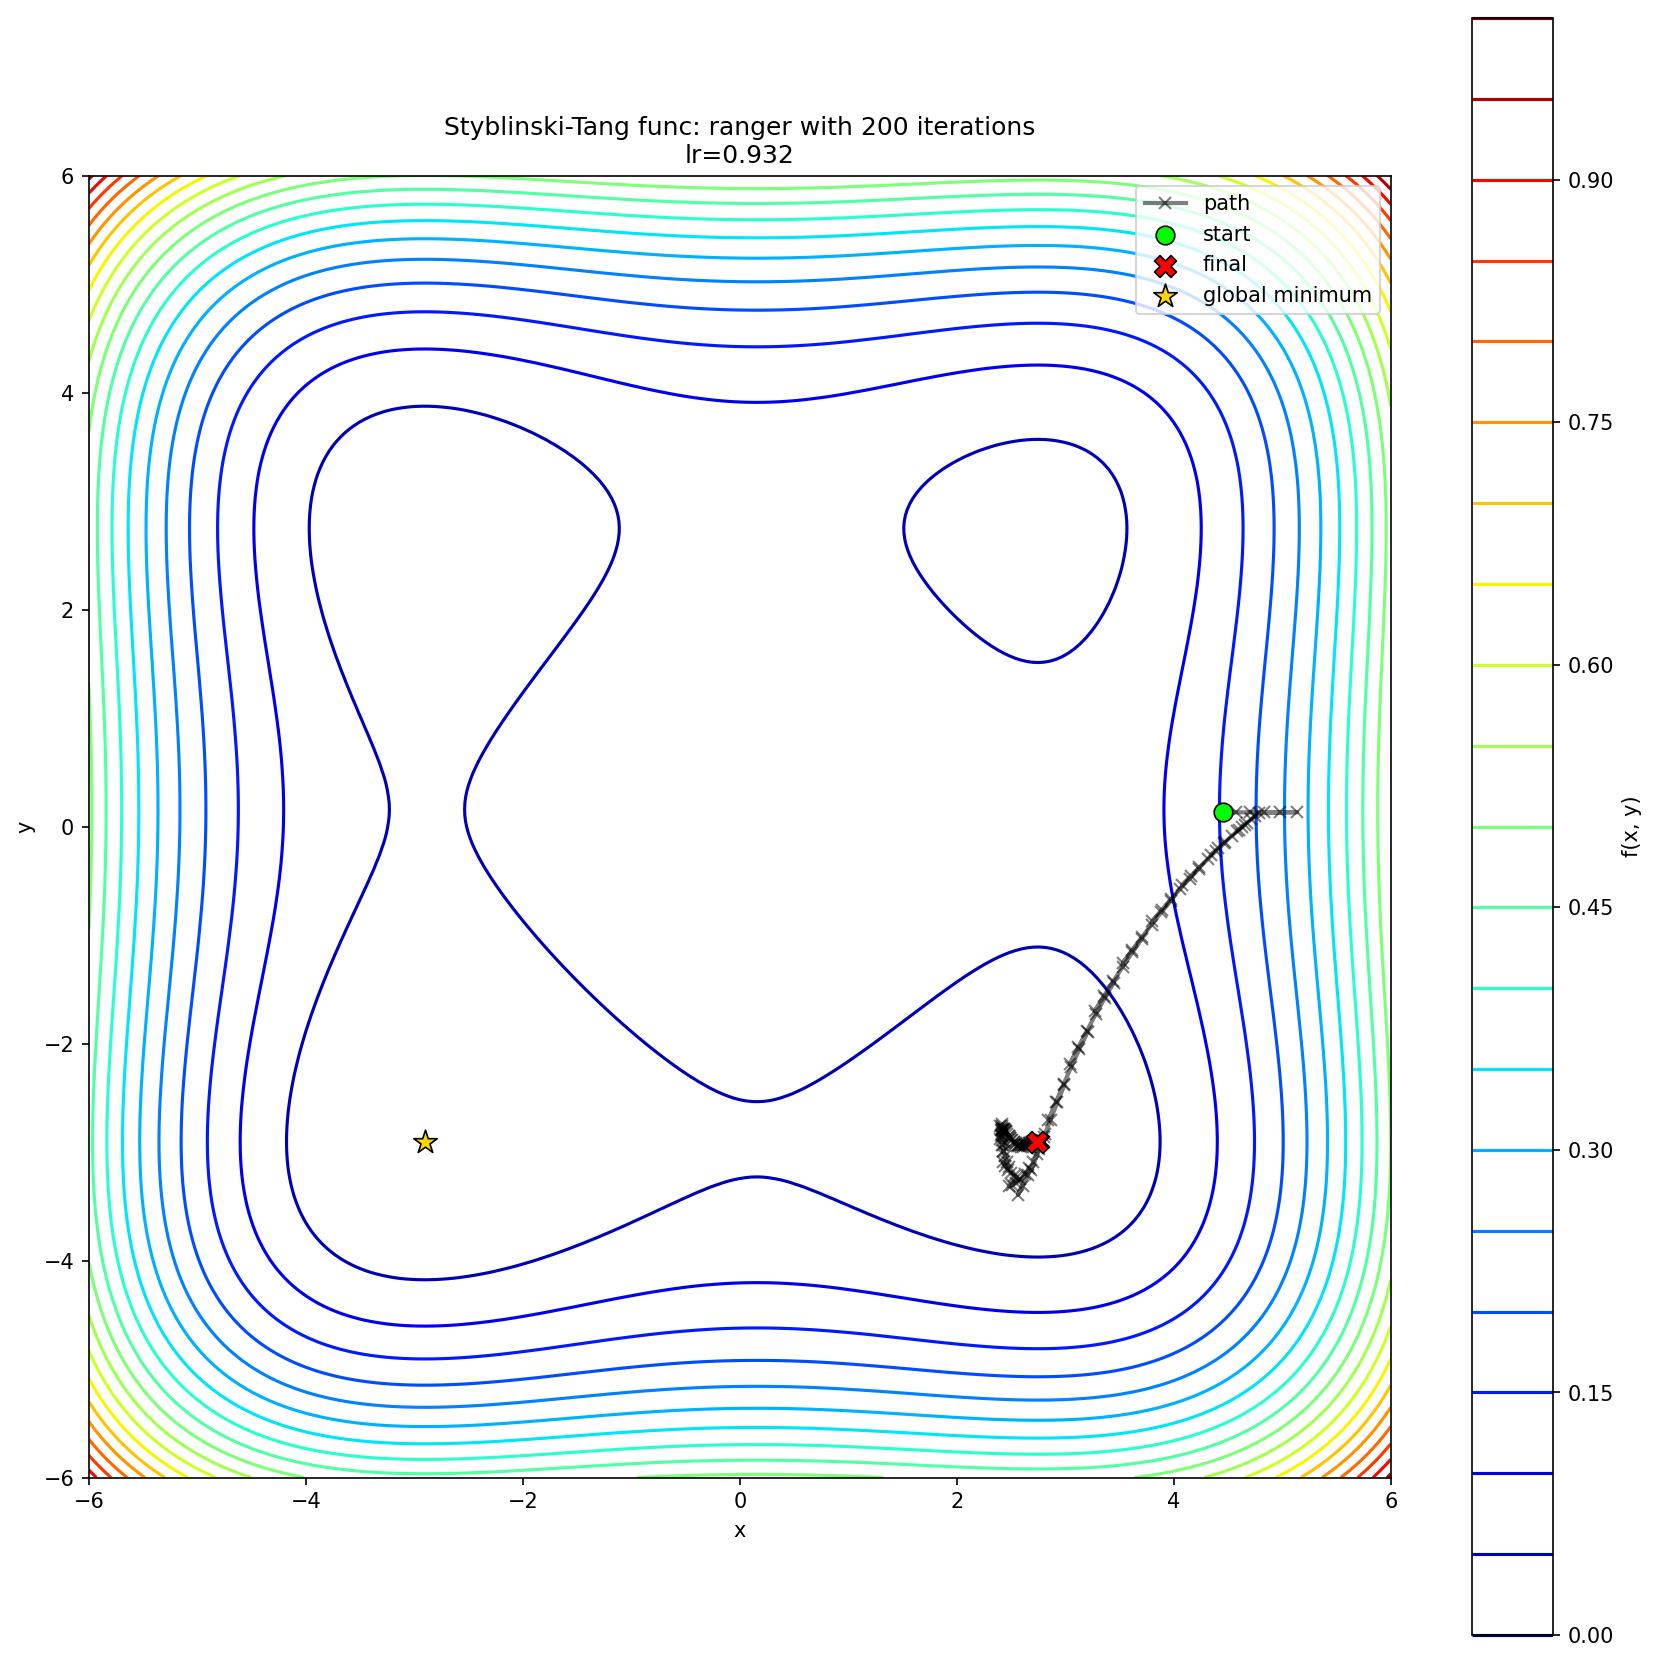 Styblinski-Tang func: ranger with 200 iterations
lr=0.932
path
start
final
global minimum
6
4
2
0
−2
−4
−6
y
−6
−4
−2
0
2
4
6
x
0.90
0.75
0.60
0.45
0.30
0.15
0.00
f(x, y)